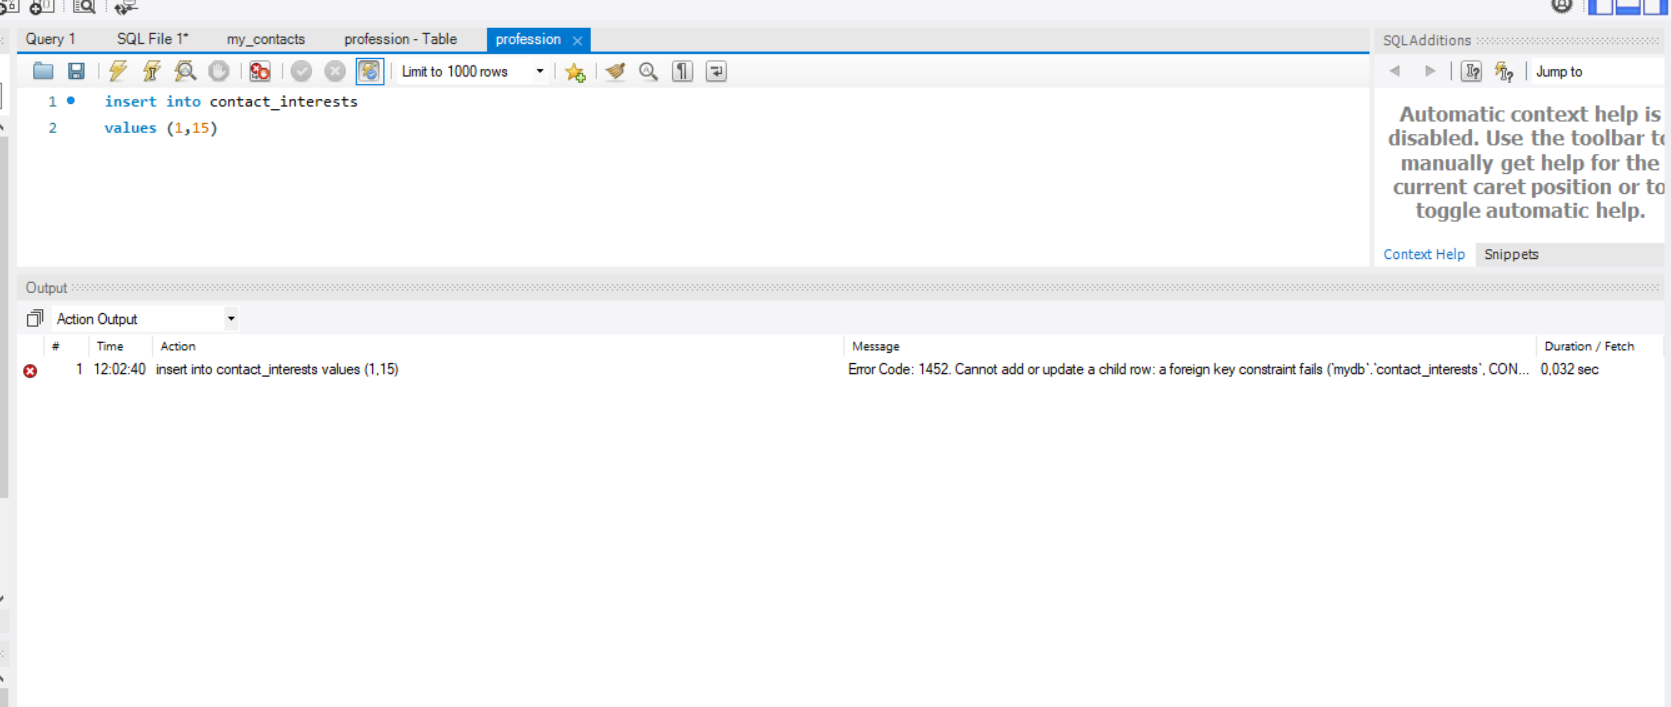 Query 1 SQL File 1* my_contacts profession - Table profession
SQLAdditions
Limit to 1000 rows
Jump to
1 insert into contact_interests
2 values (1,15)
Automatic context help is
disabled. Use the toolbar to
manually get help for the
current caret position or to
toggle automatic help.
Context Help Snippets
Output
Action Output
# Time Action Message Duration / Fetch
1 12:02:40 insert into contact_interests values (1,15) Error Code: 1452. Cannot add or update a child row: a foreign key constraint fails (`mydb`.`contact_interests`, CON... 0,032 sec